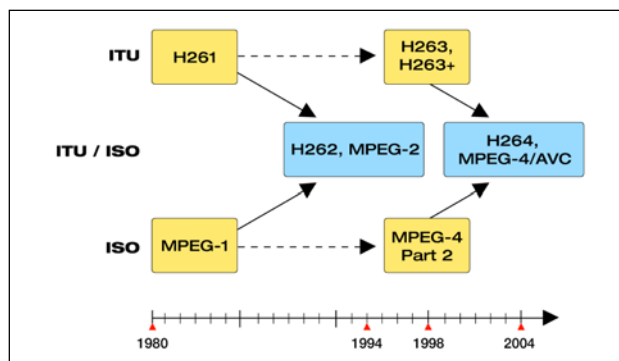 ITU
H261
H263,
H263+
ITU / ISO
H262, MPEG-2
H264,
MPEG-4/AVC
ISO
MPEG-1
MPEG-4
Part 2
1980
1994
1998
2004